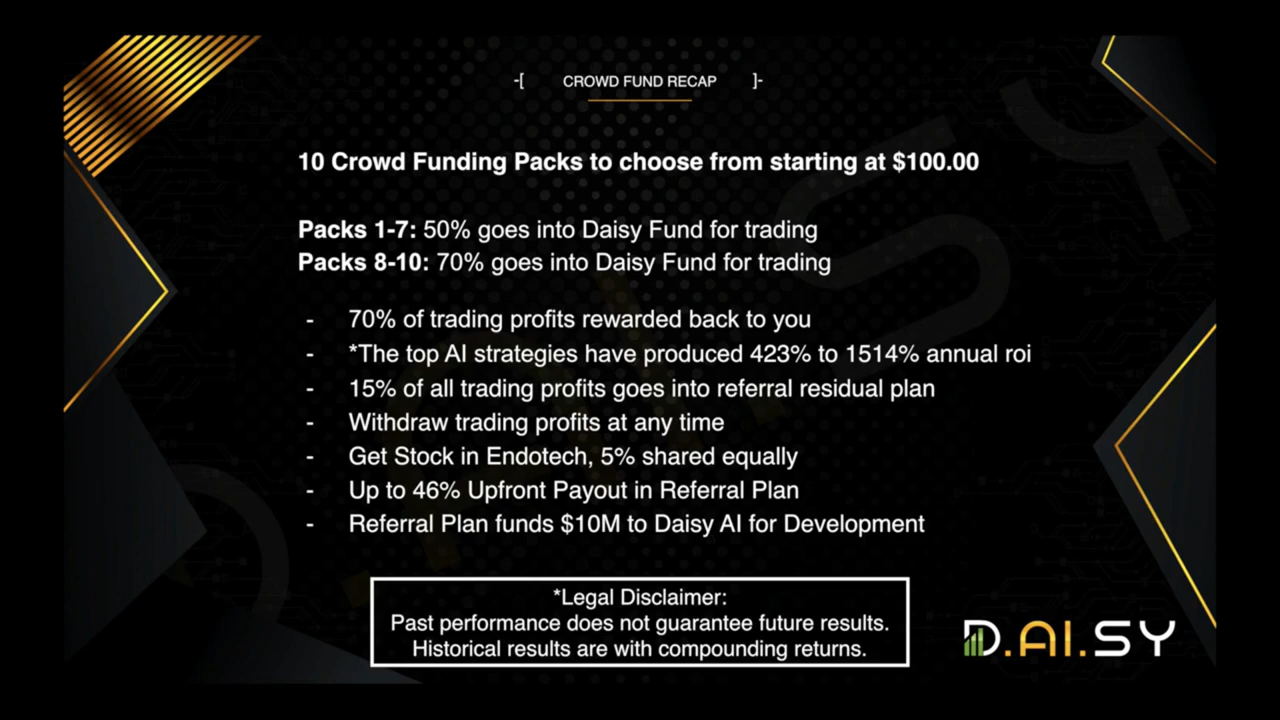 -[ CROWD FUND RECAP ]-
10 Crowd Funding Packs to choose from starting at $100.00
Packs 1-7: 50% goes into Daisy Fund for trading
Packs 8-10: 70% goes into Daisy Fund for trading
- 70% of trading profits rewarded back to you
- *The top AI strategies have produced 423% to 1514% annual roi
- 15% of all trading profits goes into referral residual plan
- Withdraw trading profits at any time
- Get Stock in Endotech, 5% shared equally
- Up to 46% Upfront Payout in Referral Plan
- Referral Plan funds $10M to Daisy AI for Development
*Legal Disclaimer:
Past performance does not guarantee future results.
Historical results are with compounding returns.
D.AI.SY